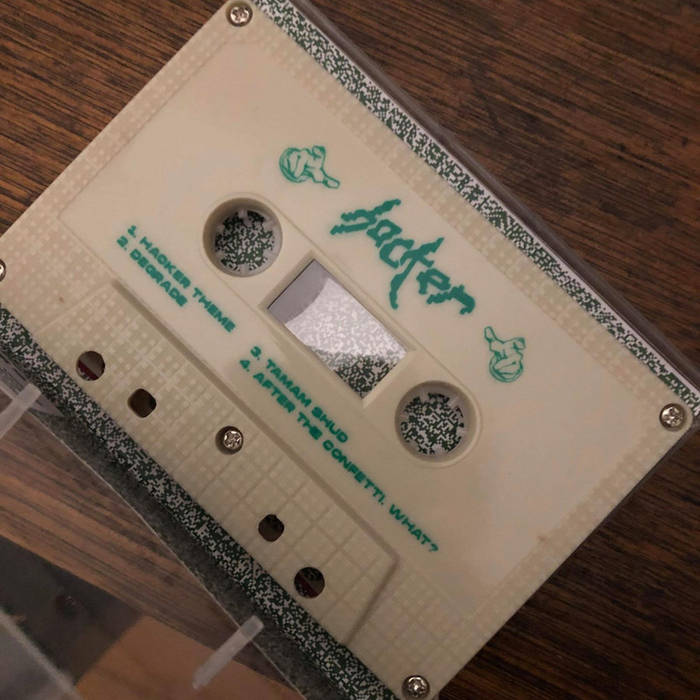 hacker
1. HACKER THEME
2. DEGRADE
3. TAMAM SHUD
4. AFTER THE CONFETTI, WHAT?